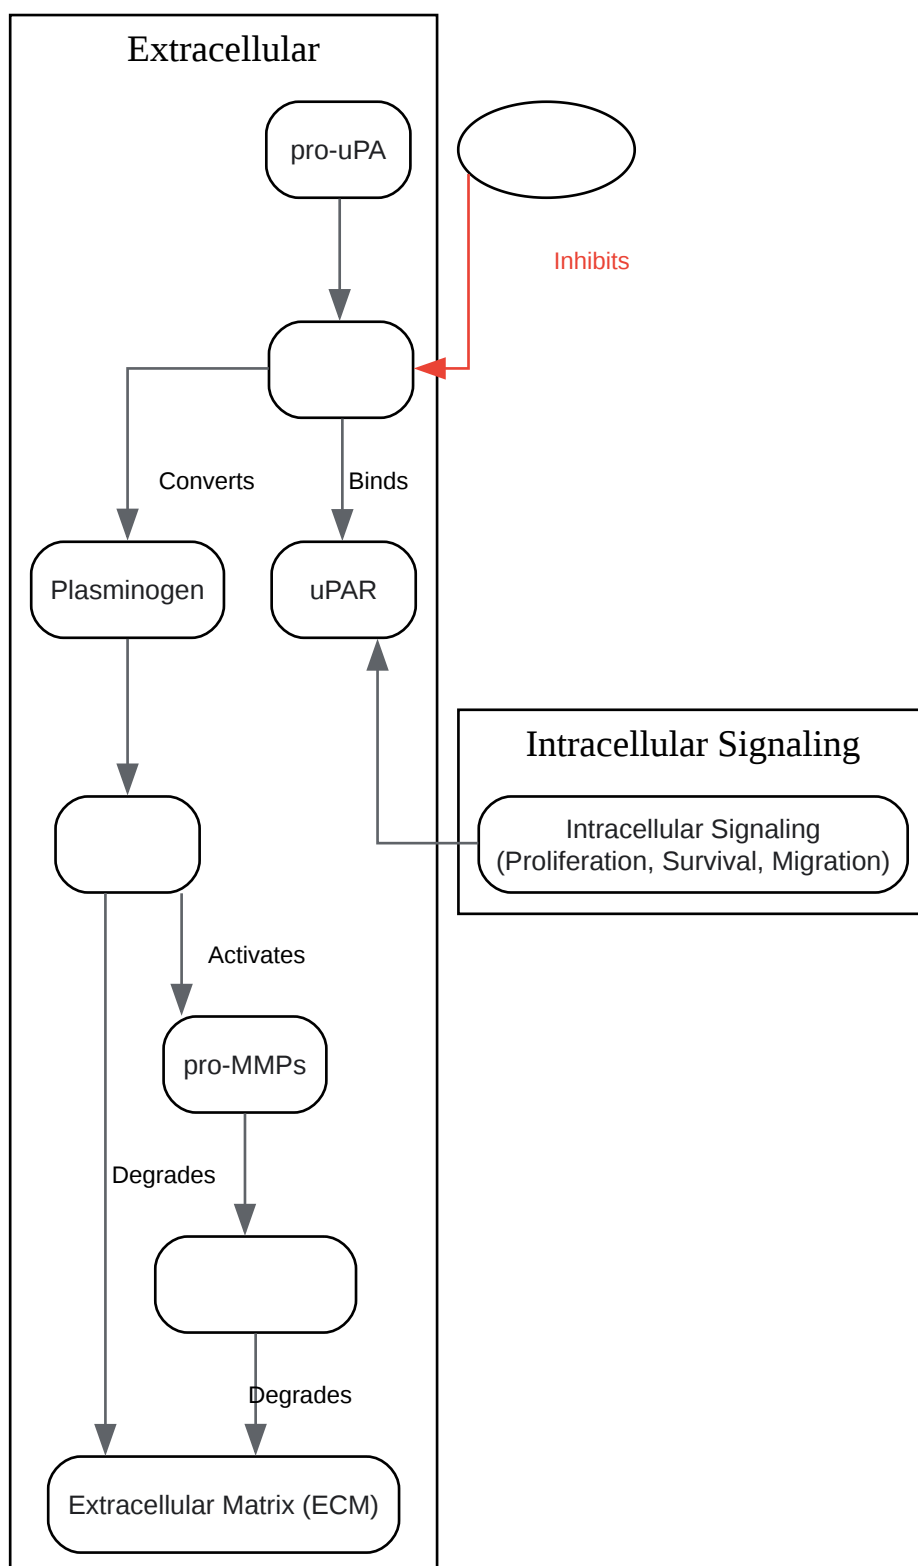 Extracellular
pro-uPA
Inhibits
Converts
Binds
Plasminogen
uPAR
Intracellular Signaling
Intracellular Signaling
(Proliferation, Survival, Migration)
Activates
pro-MMPs
Degrades
Degrades
Extracellular Matrix (ECM)